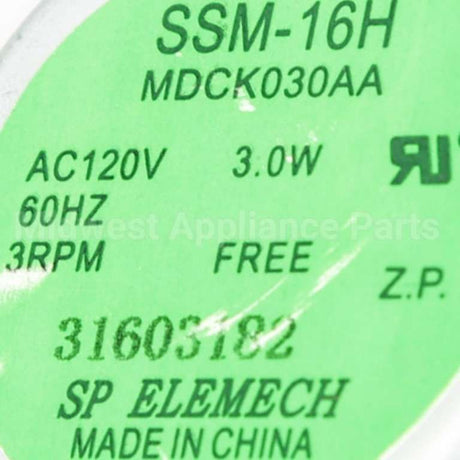 SSM-16H
MDCK030AA
AC120V 3.0W
60HZ
Midwest Appliance Parts
3RPM FREE
Z.P.
31603182
SP ELEMECH
MADE IN CHINA